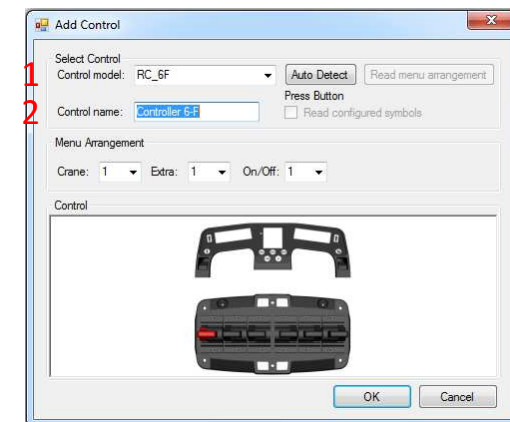 Add Control
Select Control
1 Control model: RC_6F Auto Detect Read menu arrangement
Press Button
2 Control name: Controller 6-F Read configured symbols
Menu Arrangement
Crane: 1 Extra: 1 On/Off: 1
Control
OK Cancel